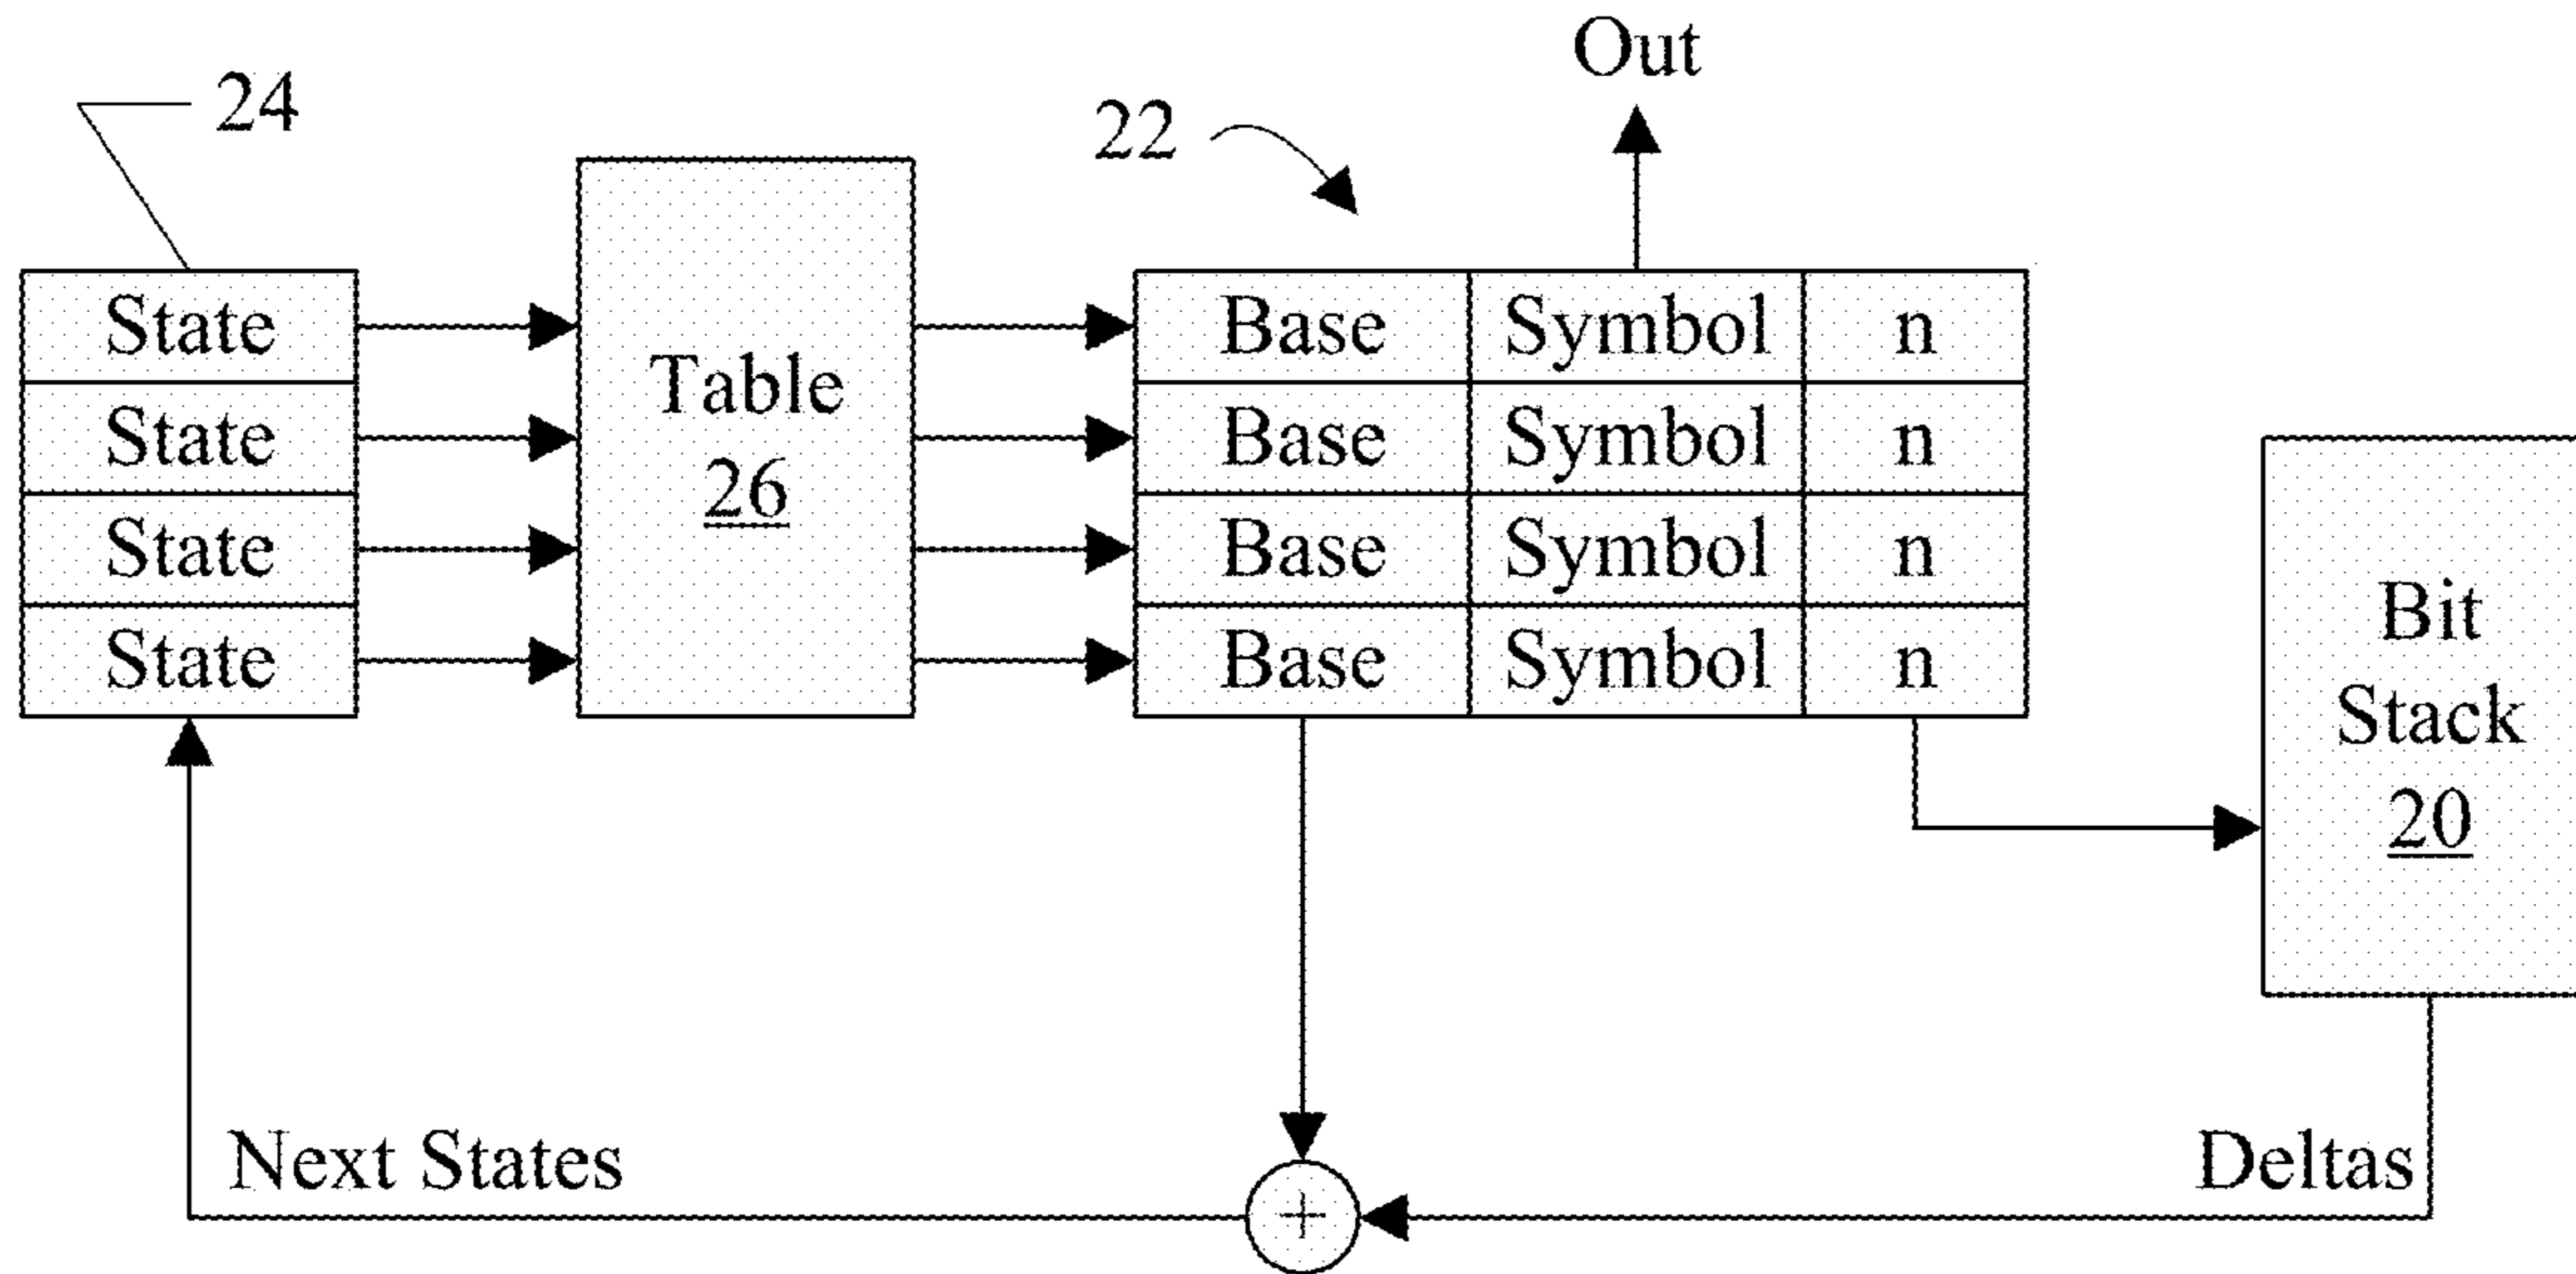 Out
24
22
State
State
State
State
Table
26
Base Symbol n
Base Symbol n
Base Symbol n
Base Symbol n
Bit
Stack
20
Next States
+
Deltas